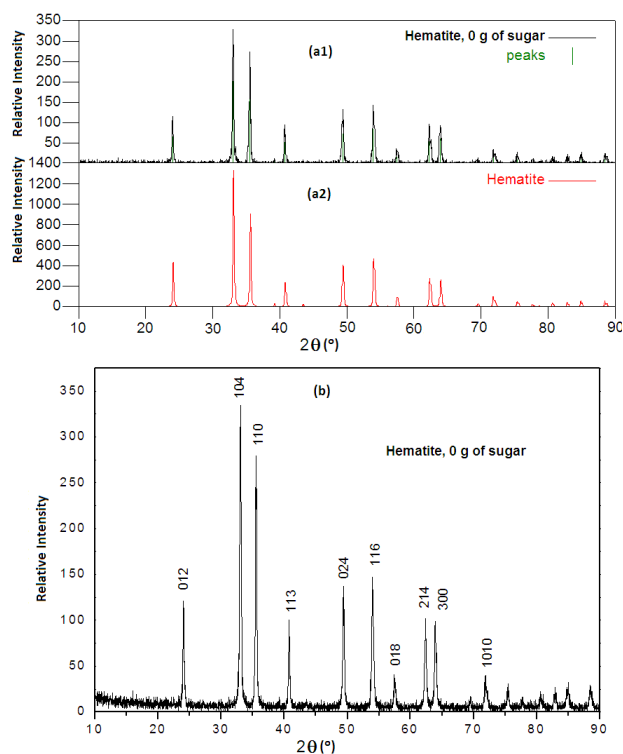 350
300
250
200
150
100
50
Relative Intensity
(a1)
Hematite, 0 g of sugar
peaks
1400
1200
1000
800
600
400
200
0
Relative Intensity
(a2)
Hematite
10 20 30 40 50 60 70 80 90
2θ(°)
(b)
Hematite, 0 g of sugar
350
300
250
200
150
100
50
0
Relative Intensity
012
104
110
113
024
116
018
214
300
1010
10 20 30 40 50 60 70 80 90
2θ(°)